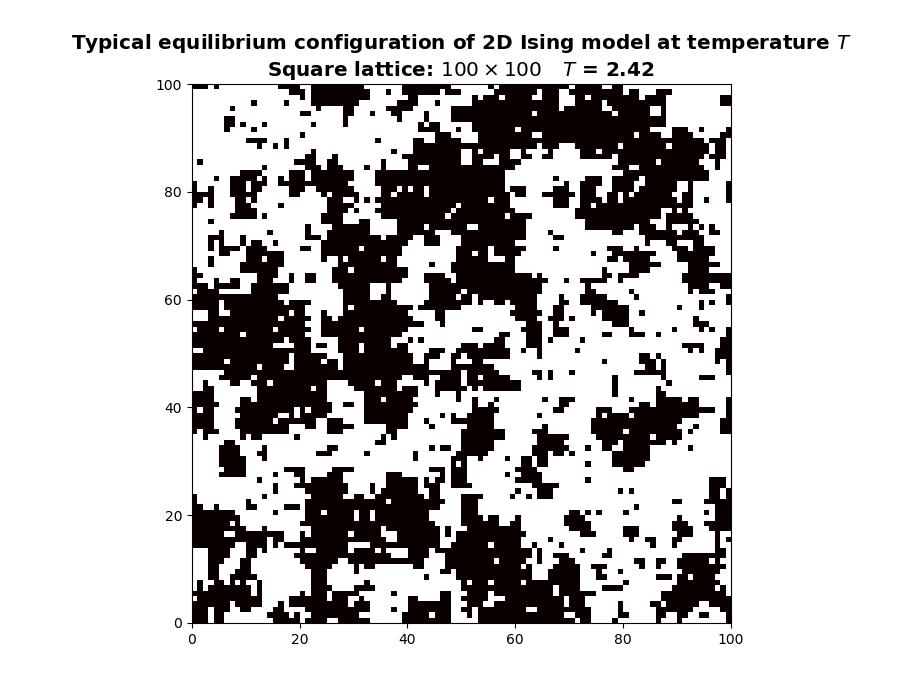 Typical equilibrium configuration of 2D Ising model at temperature T
Square lattice: 100 × 100 T = 2.42
100
80
60
40
20
0
0 20 40 60 80 100